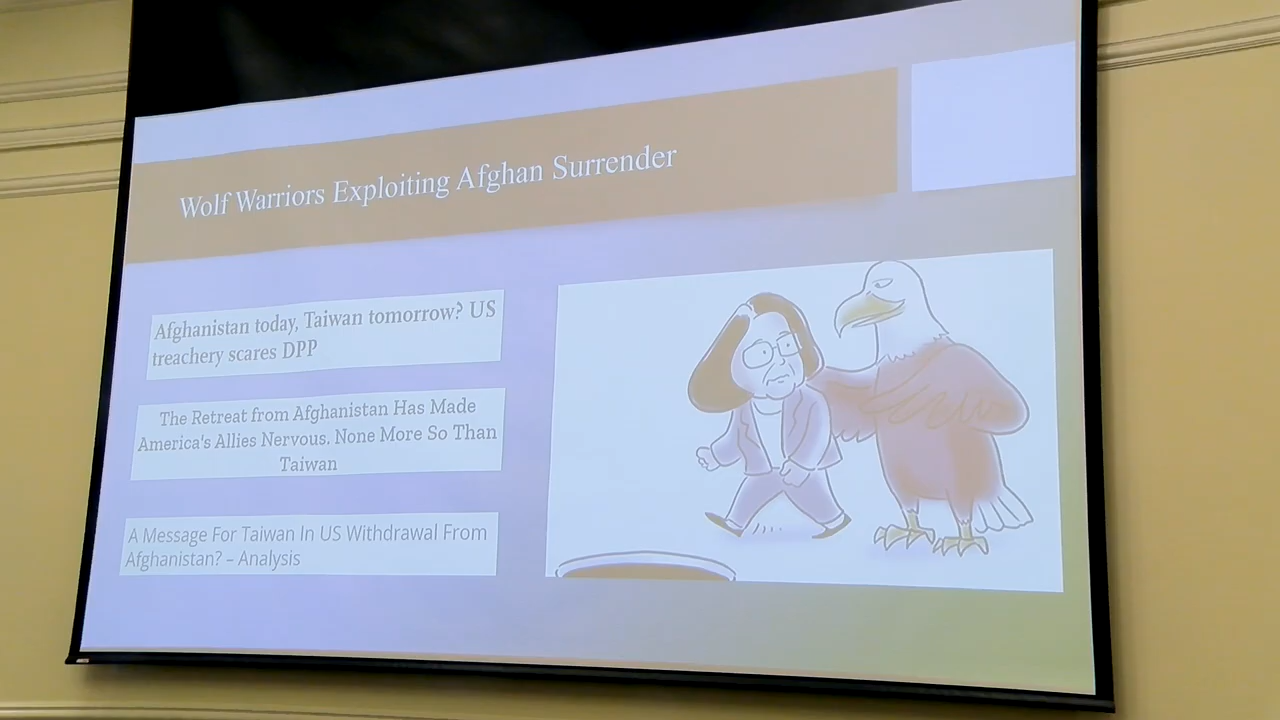 Wolf Warriors Exploiting Afghan Surrender
Afghanistan today, Taiwan tomorrow? US
treachery scares DPP
The Retreat from Afghanistan Has Made
America's Allies Nervous. None More So Than
Taiwan
A Message For Taiwan In US Withdrawal From
Afghanistan? – Analysis